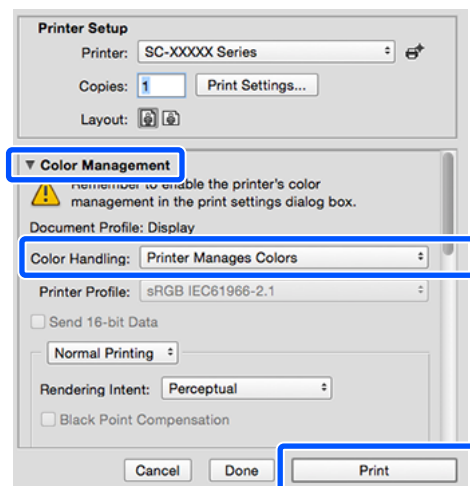 Printer Setup
Printer: SC-XXXXX Series
Copies: 1 Print Settings...
Layout:
▼ Color Management
Remember to enable the printer's color
management in the print settings dialog box.
Document Profile: Display
Color Handling: Printer Manages Colors
Printer Profile: sRGB IEC61966-2.1
Send 16-bit Data
Normal Printing
Rendering Intent: Perceptual
Black Point Compensation
Cancel Done Print